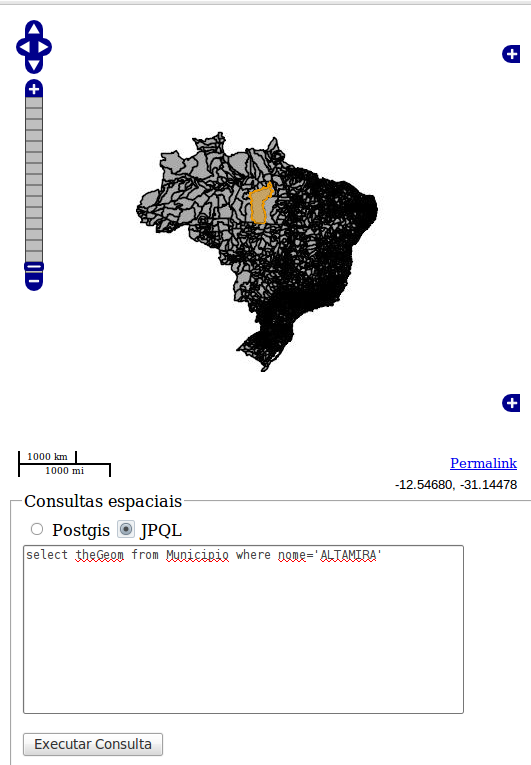 1000 km
1000 mi
Permalink
-12.54680, -31.14478
Consultas espaciais
Postgis JPQL
select theGeom from Municipio where nome='ALTAMIRA'
Executar Consulta